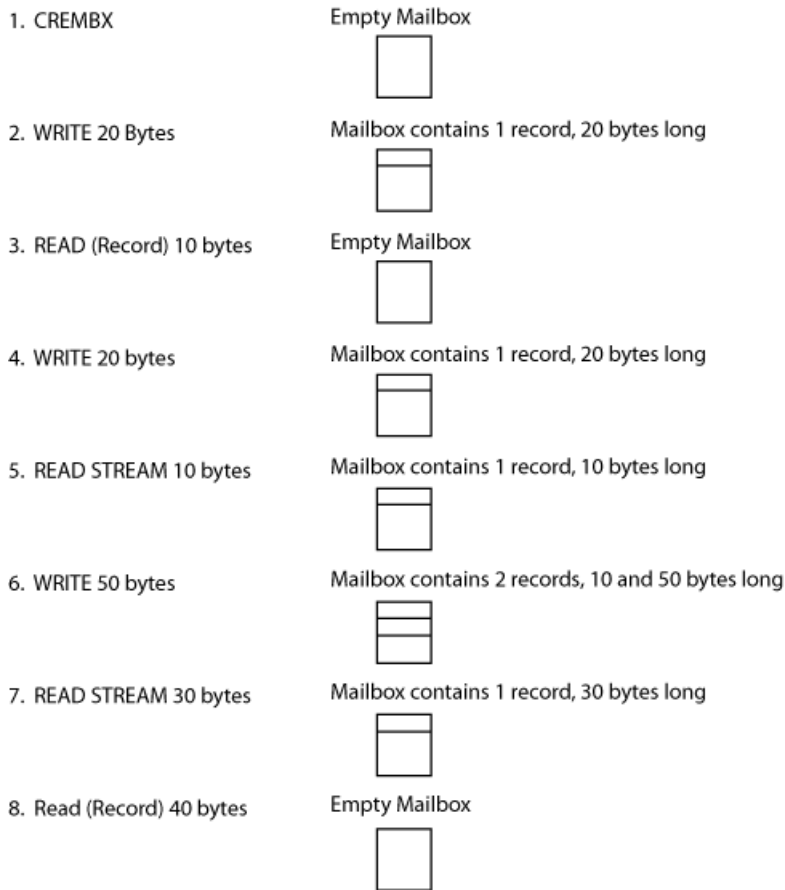 1. CREMBX
Empty Mailbox
2. WRITE 20 Bytes
Mailbox contains 1 record, 20 bytes long
3. READ (Record) 10 bytes
Empty Mailbox
4. WRITE 20 bytes
Mailbox contains 1 record, 20 bytes long
5. READ STREAM 10 bytes
Mailbox contains 1 record, 10 bytes long
6. WRITE 50 bytes
Mailbox contains 2 records, 10 and 50 bytes long
7. READ STREAM 30 bytes
Mailbox contains 1 record, 30 bytes long
8. Read (Record) 40 bytes
Empty Mailbox